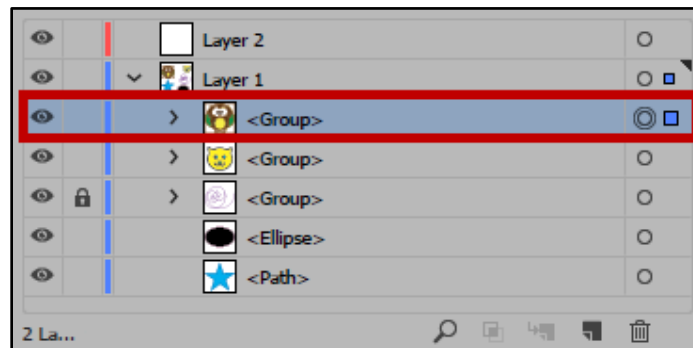 Layer 2
Layer 1
<Group>
<Group>
<Group>
<Ellipse>
<Path>
2 La...